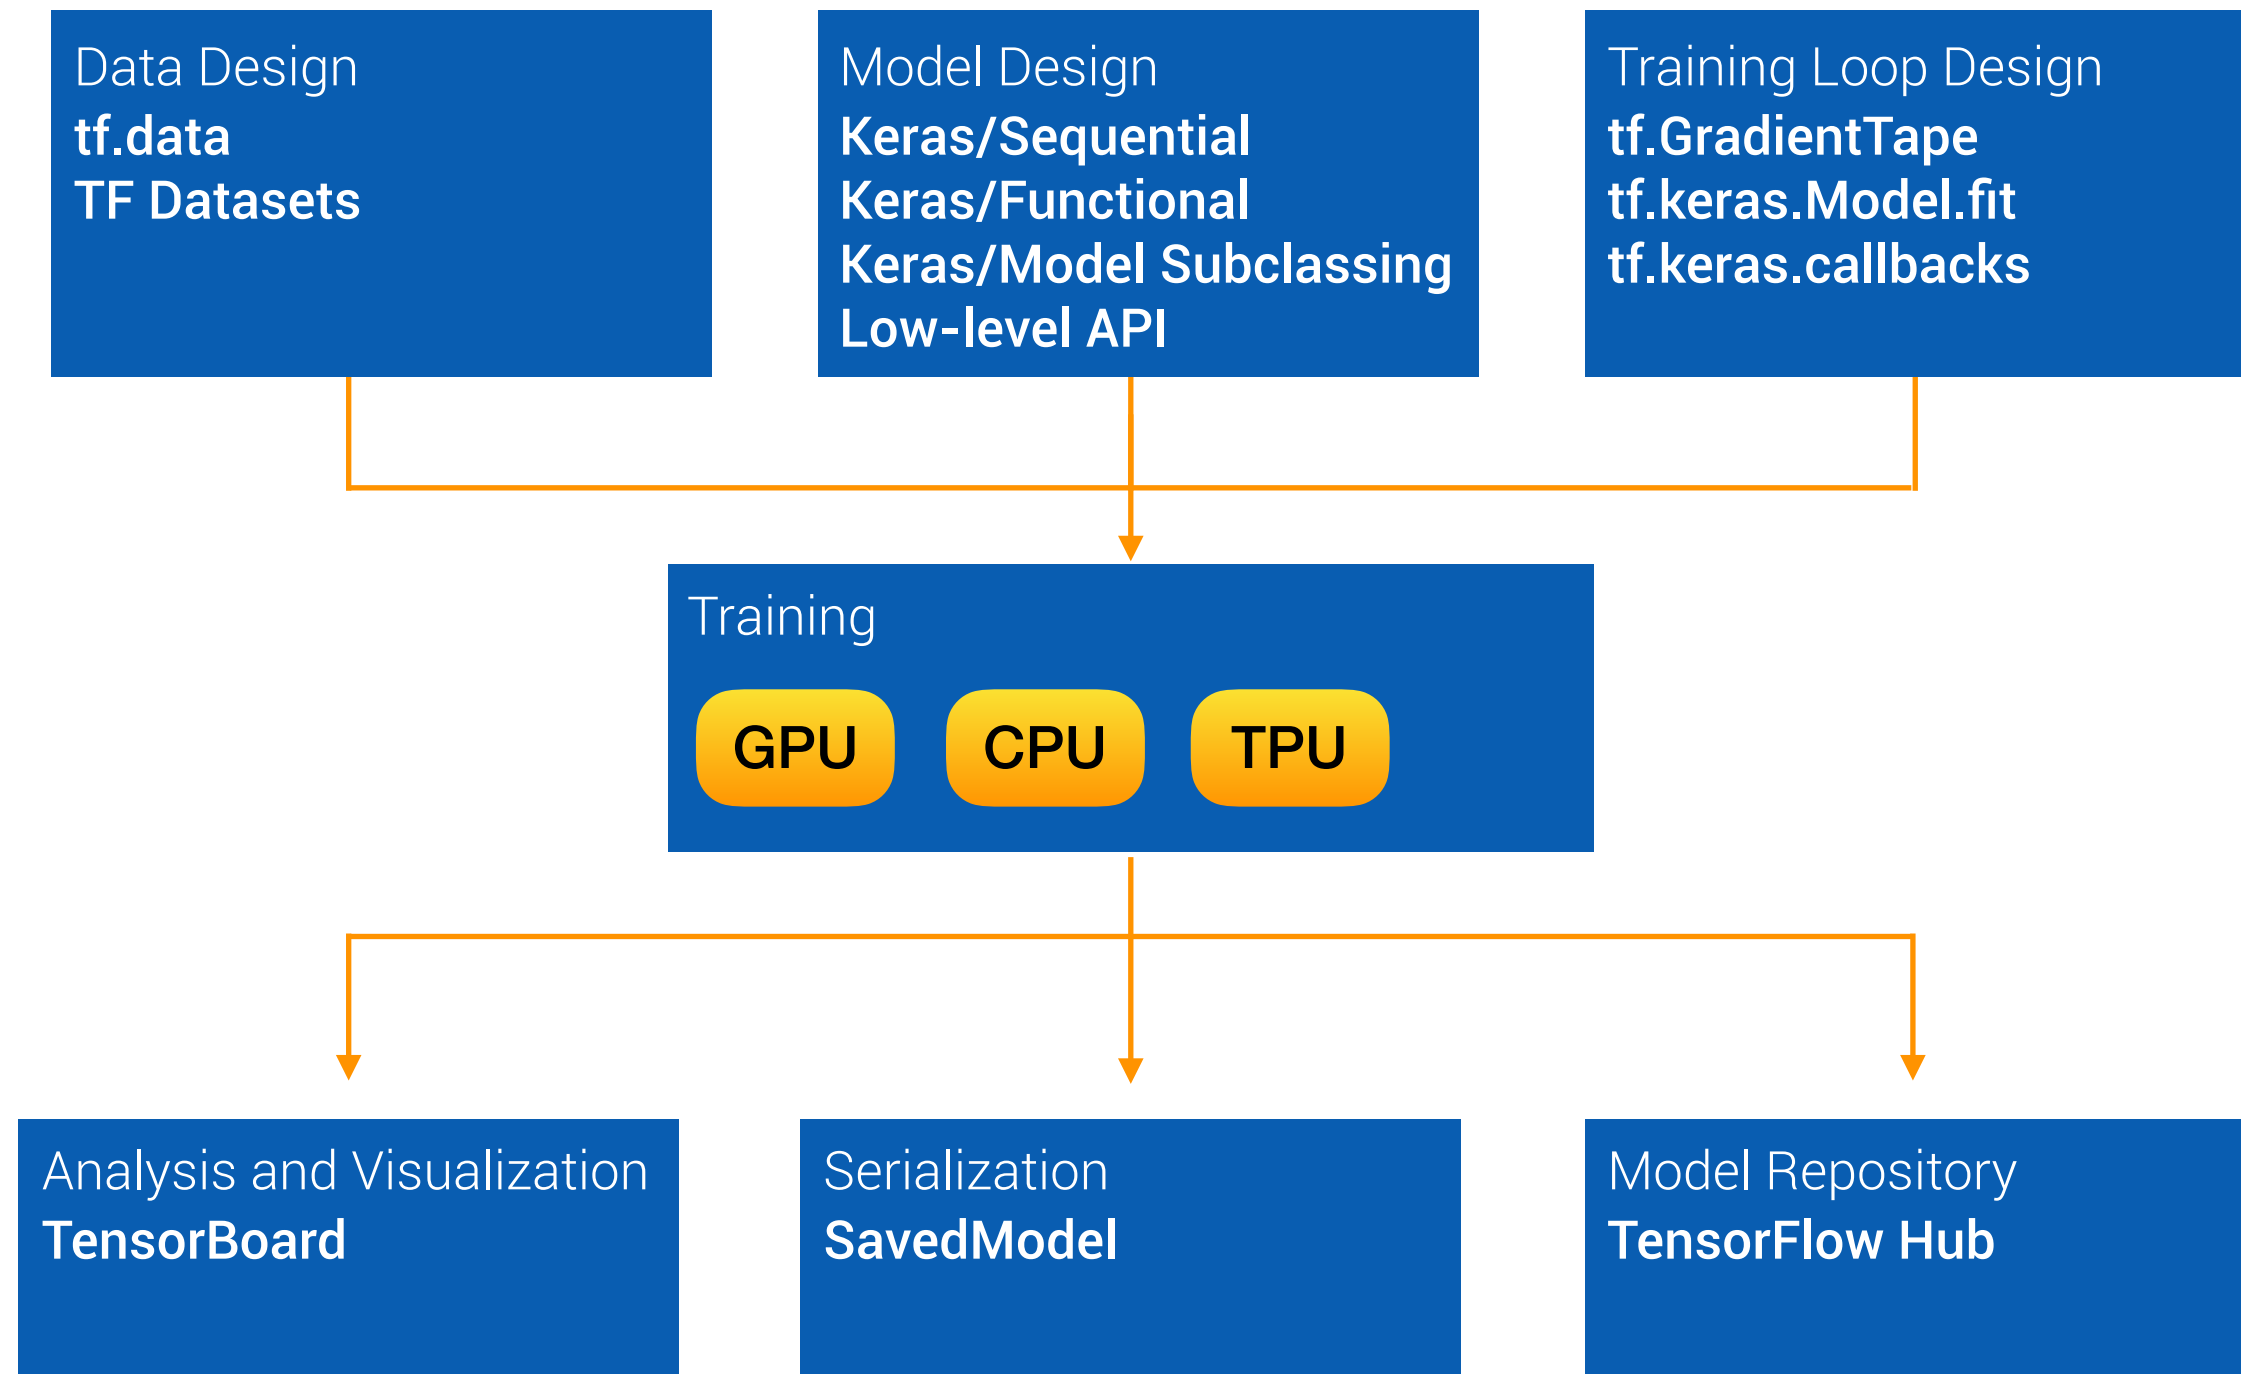 Data Design
tf.data
TF Datasets
Model Design
Keras/Sequential
Keras/Functional
Keras/Model Subclassing
Low-level API
Training Loop Design
tf.GradientTape
tf.keras.Model.fit
tf.keras.callbacks
Training
GPU
CPU
TPU
Analysis and Visualization
TensorBoard
Serialization
SavedModel
Model Repository
TensorFlow Hub